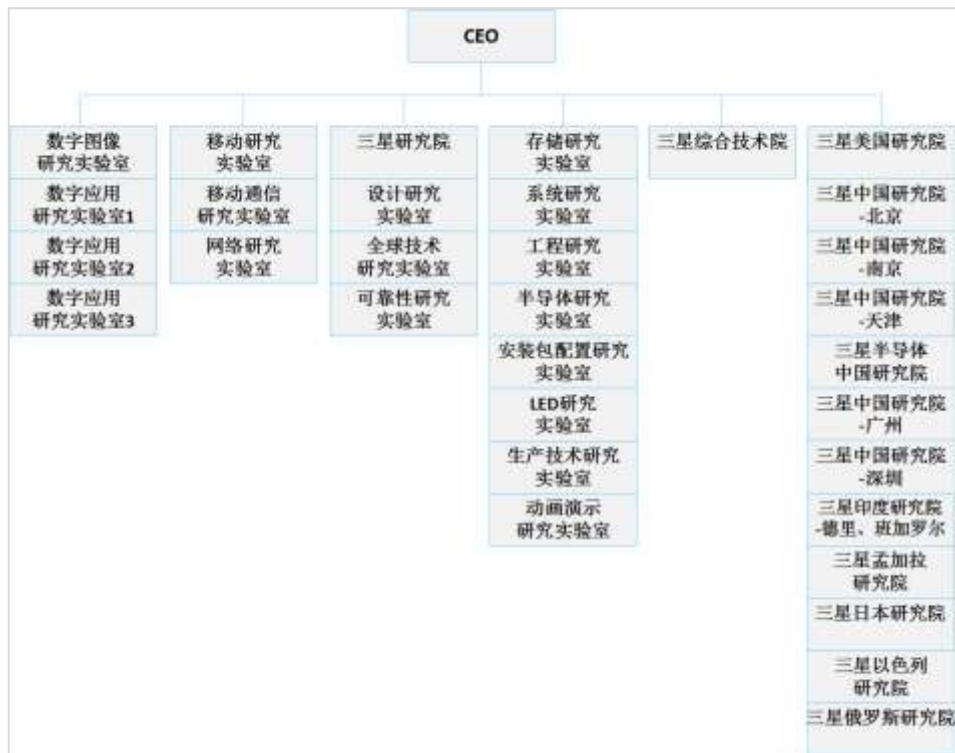 CEO
数字图像
研究实验室
数字应用
研究实验室1
数字应用
研究实验室2
数字应用
研究实验室3
移动研究
实验室
移动通信
研究实验室
网络研究
实验室
三星研究院
设计研究
实验室
全球技术
研究实验室
可靠性研究
实验室
存储研究
实验室
系统研究
实验室
工程研究
实验室
半导体研究
实验室
安装包配置研究
实验室
LED研究
实验室
生产技术研究
实验室
动画演示
研究实验室
三星综合技术院
三星美国研究院
三星中国研究院
-北京
三星中国研究院
-南京
三星中国研究院
-天津
三星半导体
中国研究院
三星中国研究院
-广州
三星中国研究院
-深圳
三星印度研究院
-德里、班加罗尔
三星孟加拉
研究院
三星日本研究院
三星以色列
研究院
三星俄罗斯研究院